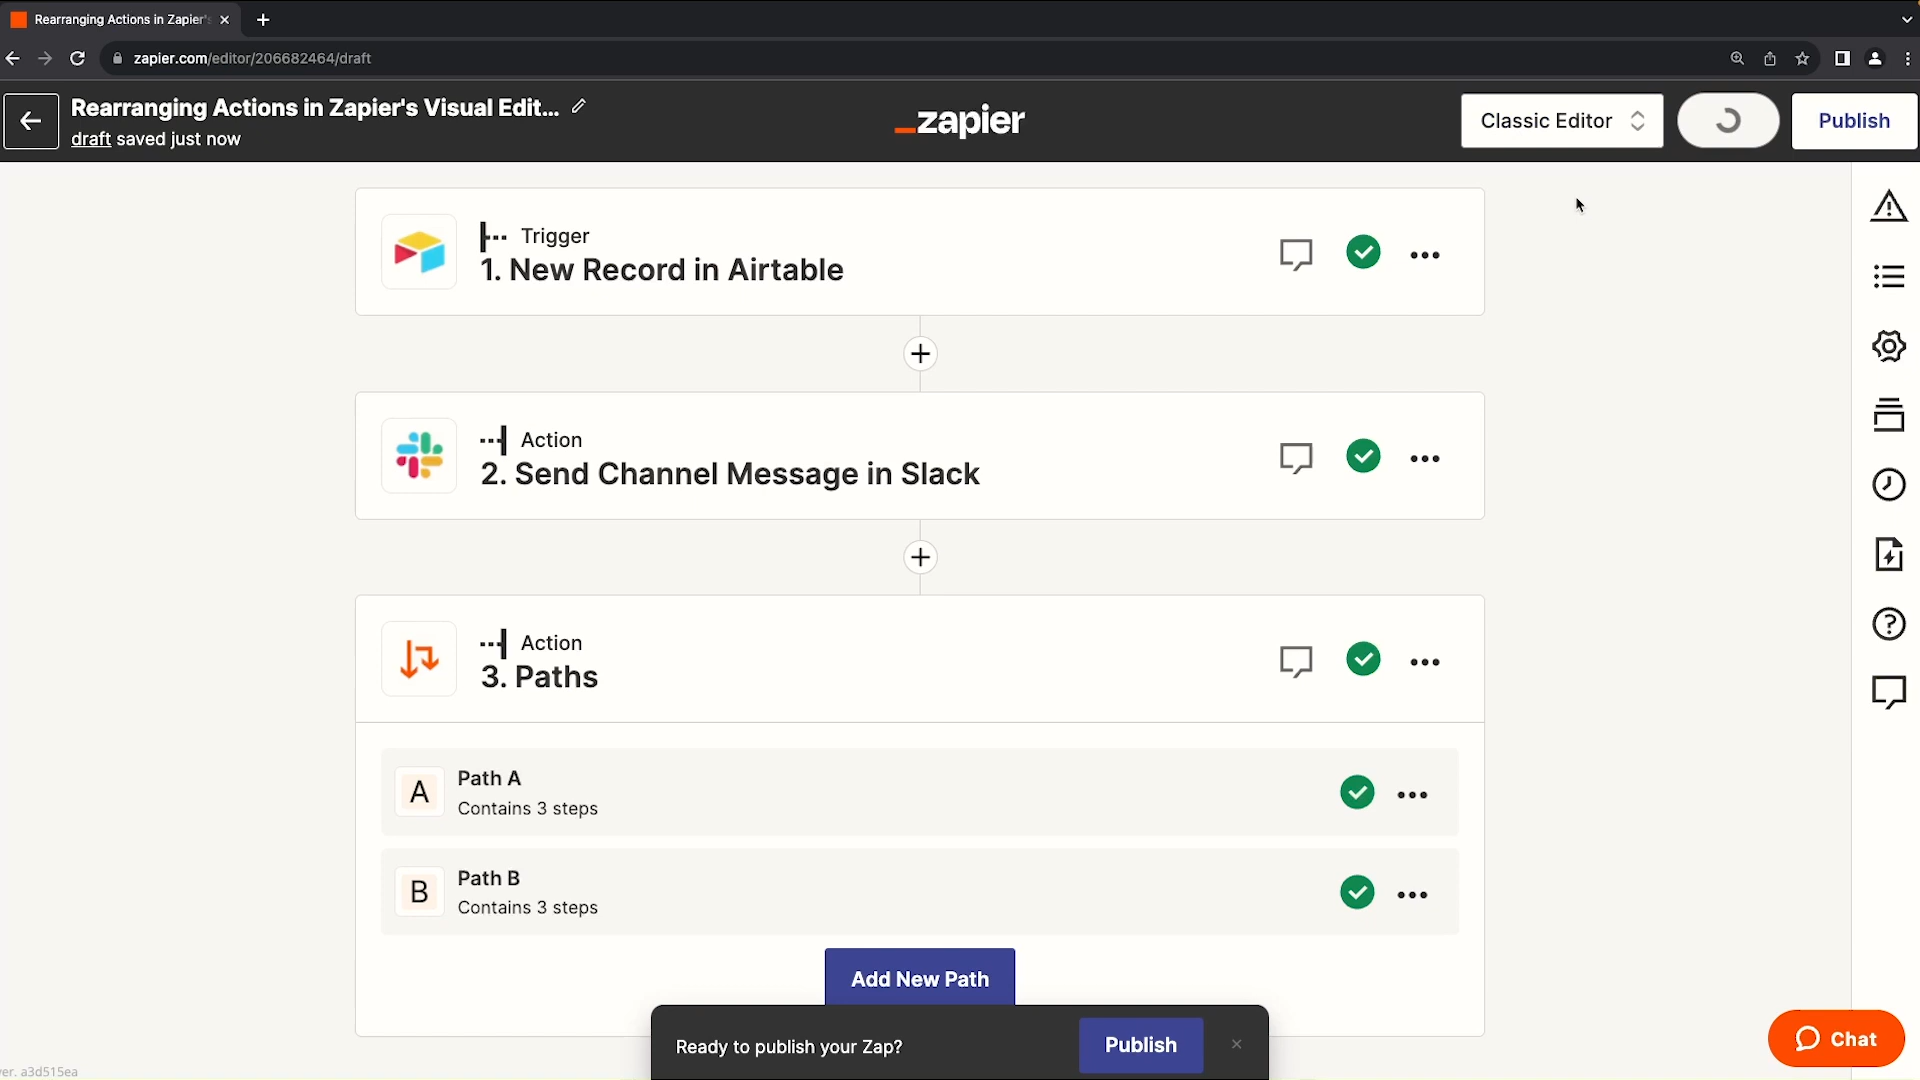 Rearranging Actions in Zapier's
zapier.com/editor/206682464/draft
Rearranging Actions in Zapier's Visual Edit...
draft saved just now
_zapier
Classic Editor
Publish
Trigger
1. New Record in Airtable
Action
2. Send Channel Message in Slack
Action
3. Paths
A
Path A
Contains 3 steps
B
Path B
Contains 3 steps
Add New Path
Ready to publish your Zap?
Publish
Chat
ver. a3d515ea